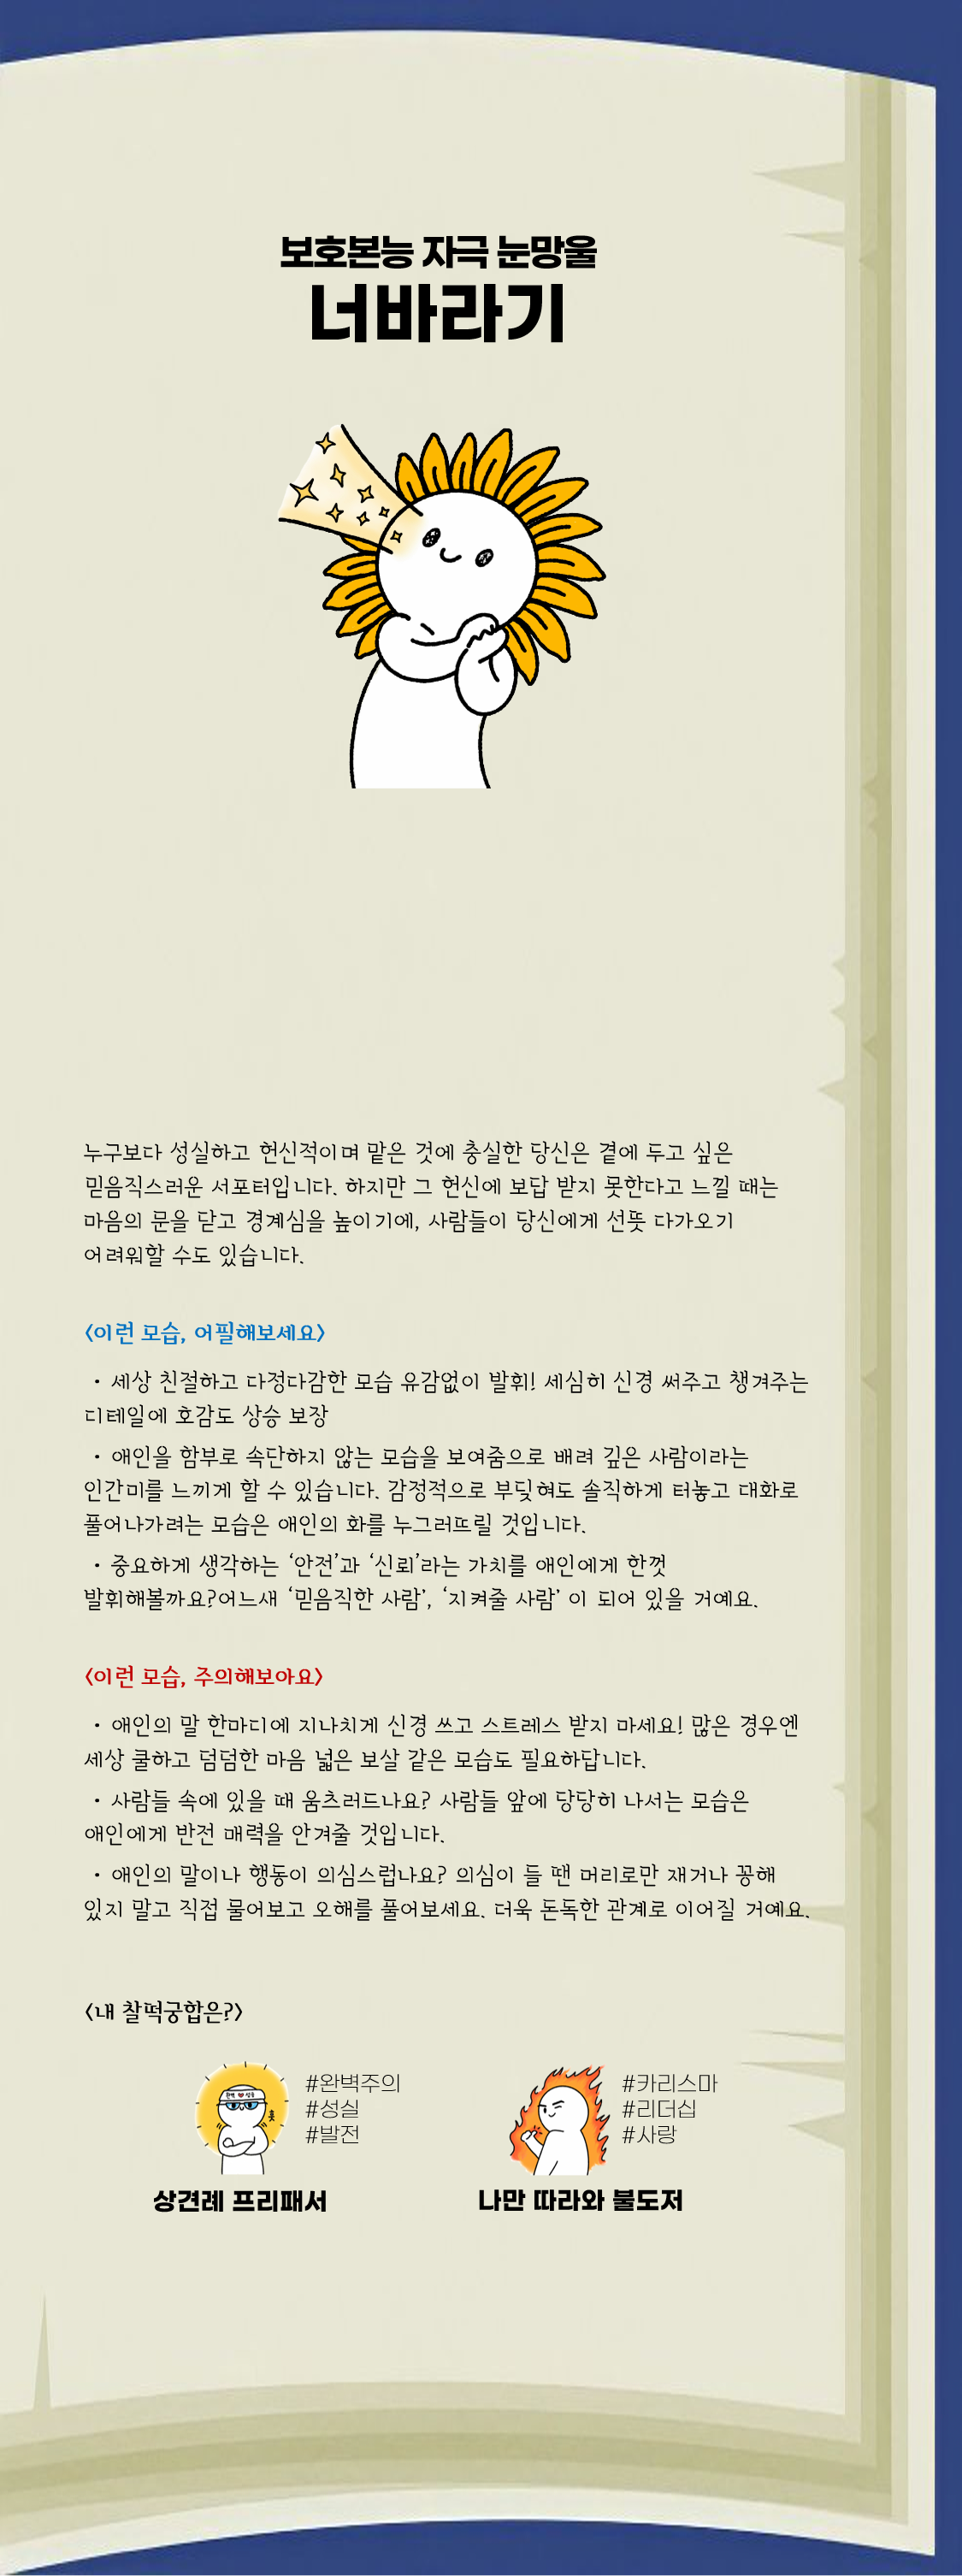 보호본능 자극 눈망울
너바라기
누구보다 성실하고 헌신적이며 맡은 것에 충실한 당신은 곁에 두고 싶은
믿음직스러운 서포터입니다. 하지만 그 헌신에 보답 받지 못한다고 느낄 때는
마음의 문을 닫고 경계심을 높이기에, 사람들이 당신에게 선뜻 다가오기
어려워할 수도 있습니다.
<이런 모습, 어필해보세요>
• 세상 친절하고 다정다감한 모습 유감없이 발휘! 세심히 신경 써주고 챙겨주는
디테일에 호감도 상승 보장
• 애인을 함부로 속단하지 않는 모습을 보여줌으로 배려 깊은 사람이라는
인간미를 느끼게 할 수 있습니다. 감정적으로 부딪혀도 솔직하게 터놓고 대화로
풀어나가려는 모습은 애인의 화를 누그러뜨릴 것입니다.
• 중요하게 생각하는 ‘안전’과 ‘신뢰’라는 가치를 애인에게 한껏
발휘해볼까요?어느새 ‘믿음직한 사람’, ‘지켜줄 사람’ 이 되어 있을 거예요.
<이런 모습, 주의해보아요>
• 애인의 말 한마디에 지나치게 신경 쓰고 스트레스 받지 마세요! 많은 경우엔
세상 쿨하고 덤덤한 마음 넓은 보살 같은 모습도 필요하답니다.
• 사람들 속에 있을 때 움츠러드나요? 사람들 앞에 당당히 나서는 모습은
애인에게 반전 매력을 안겨줄 것입니다.
• 애인의 말이나 행동이 의심스럽나요? 의심이 들 땐 머리로만 재거나 꽁해
있지 말고 직접 물어보고 오해를 풀어보세요. 더욱 돈독한 관계로 이어질 거예요.
<내 찰떡궁합은?>
#완벽주의
#성실
#발전
상견례 프리패서
#카리스마
#리더십
#사랑
나만 따라와 불도저